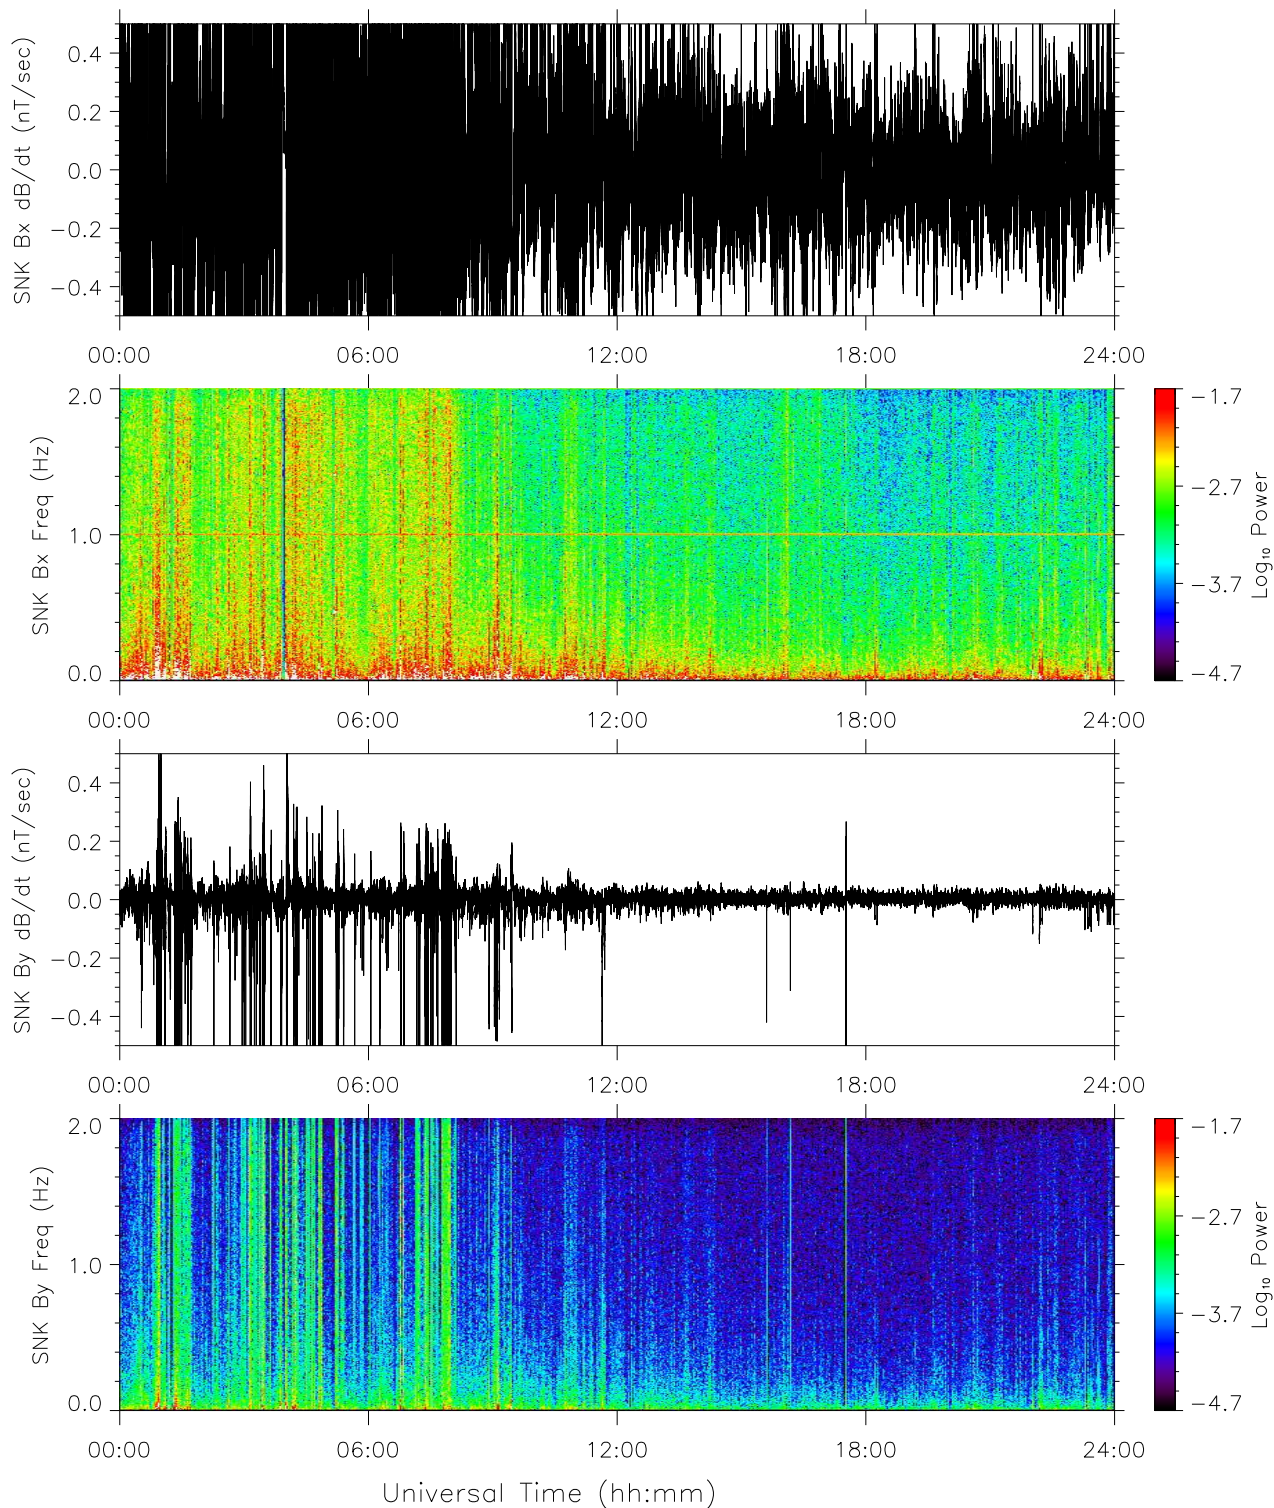 SNK Bx dB/dt (nT/sec)
0.4
0.2
0.0
−0.2
−0.4
00:00 06:00 12:00 18:00 24:00
SNK Bx Freq (Hz)
2.0
1.0
0.0
00:00 06:00 12:00 18:00 24:00
−1.7
−2.7
−3.7
−4.7
Log₁₀ Power
SNK By dB/dt (nT/sec)
0.4
0.2
0.0
−0.2
−0.4
00:00 06:00 12:00 18:00 24:00
SNK By Freq (Hz)
2.0
1.0
0.0
00:00 06:00 12:00 18:00 24:00
−1.7
−2.7
−3.7
−4.7
Log₁₀ Power
Universal Time (hh:mm)